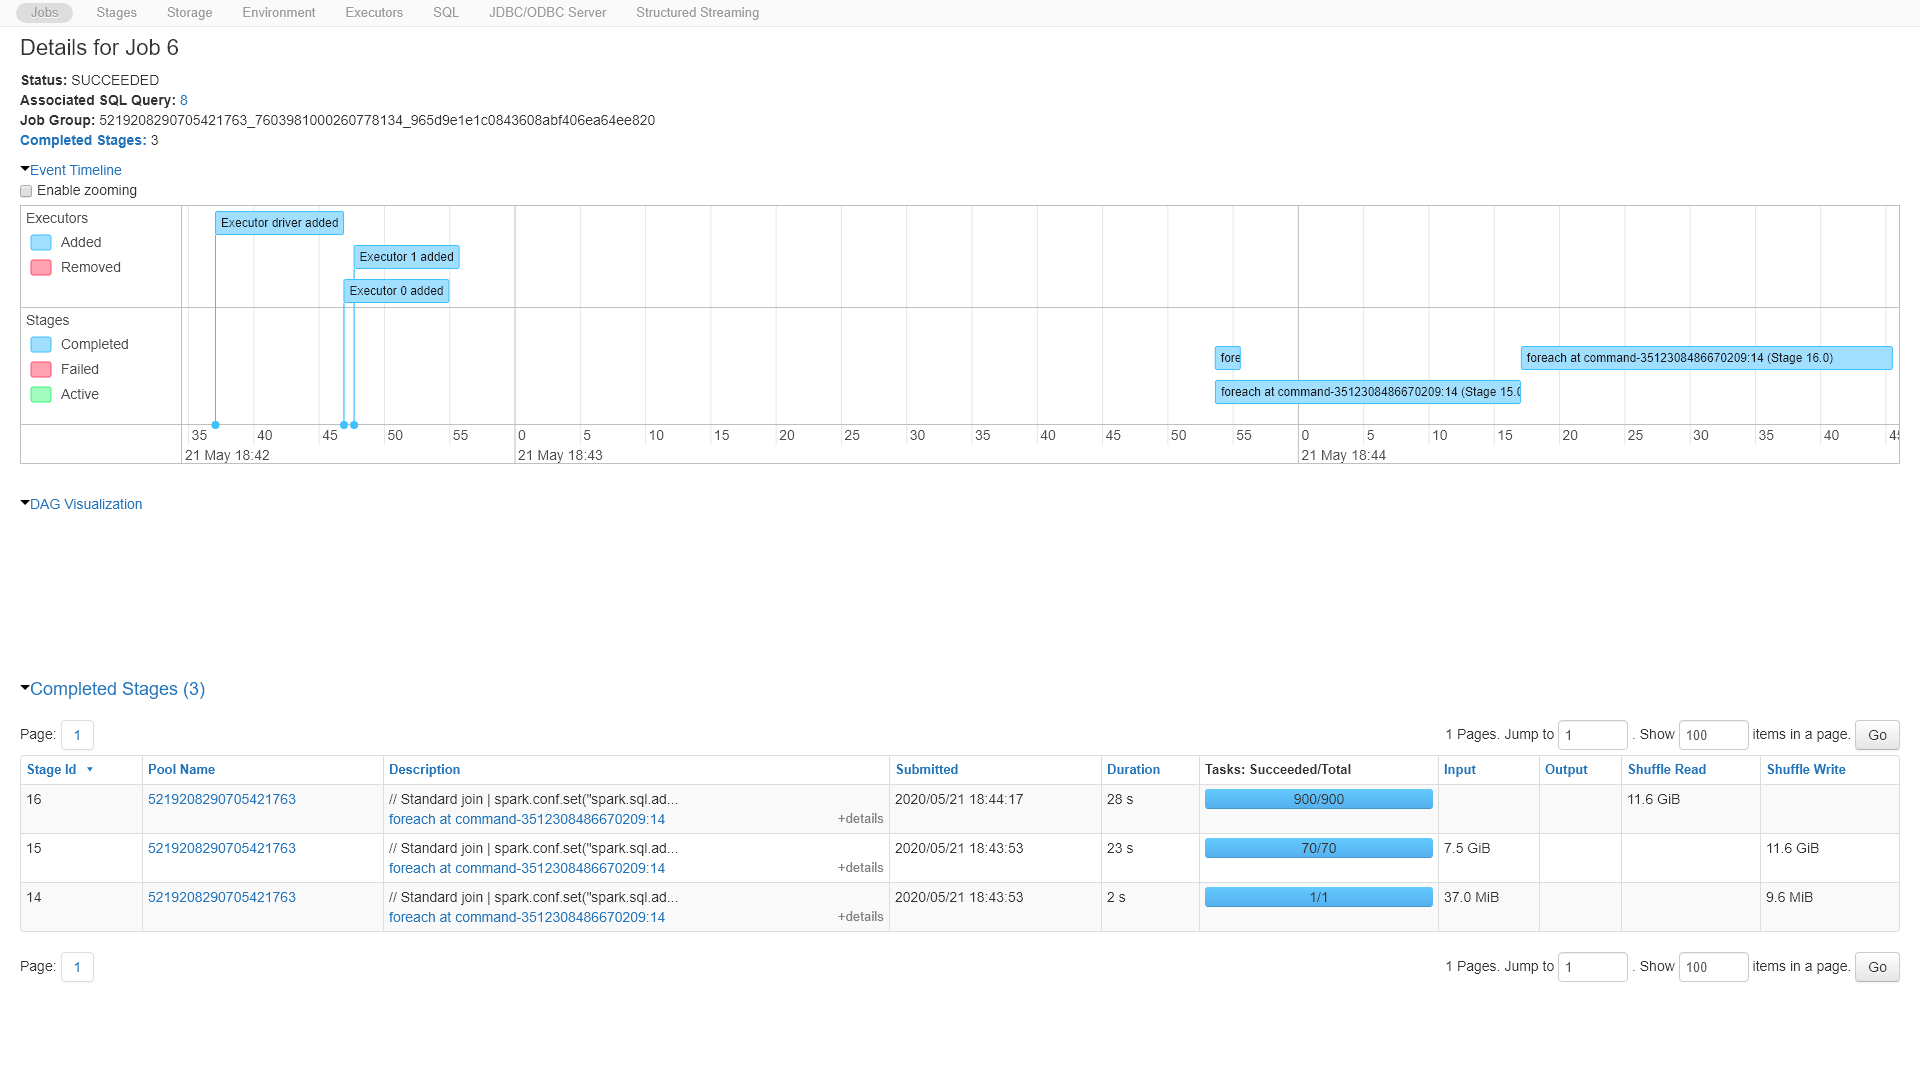 Jobs Stages Storage Environment Executors SQL JDBC/ODBC Server Structured Streaming
Details for Job 6
Status: SUCCEEDED
Associated SQL Query: 8
Job Group: 5219208290705421763_7603981000260778134_965d9e1e1c0843608abf406ea64ee820
Completed Stages: 3
Event Timeline
Enable zooming
Executors
Added
Removed
Executor driver added
Executor 1 added
Executor 0 added
Stages
Completed
Failed
Active
fore
foreach at command-3512308486670209:14 (Stage 16.0)
foreach at command-3512308486670209:14 (Stage 15.0
35 40 45 50 55 0 5 10 15 20 25 30 35 40 45 50 55 0 5 10 15 20 25 30 35 40 45
21 May 18:42 21 May 18:43 21 May 18:44
DAG Visualization
Completed Stages (3)
Page: 1 1 Pages. Jump to 1 . Show 100 items in a page. Go
Stage Id Pool Name Description Submitted Duration Tasks: Succeeded/Total Input Output Shuffle Read Shuffle Write
16 5219208290705421763 // Standard join | spark.conf.set("spark.sql.ad... 2020/05/21 18:44:17 28 s 900/900 11.6 GiB
foreach at command-3512308486670209:14 +details
15 5219208290705421763 // Standard join | spark.conf.set("spark.sql.ad... 2020/05/21 18:43:53 23 s 70/70 7.5 GiB 11.6 GiB
foreach at command-3512308486670209:14 +details
14 5219208290705421763 // Standard join | spark.conf.set("spark.sql.ad... 2020/05/21 18:43:53 2 s 1/1 37.0 MiB 9.6 MiB
foreach at command-3512308486670209:14 +details
Page: 1 1 Pages. Jump to 1 . Show 100 items in a page. Go